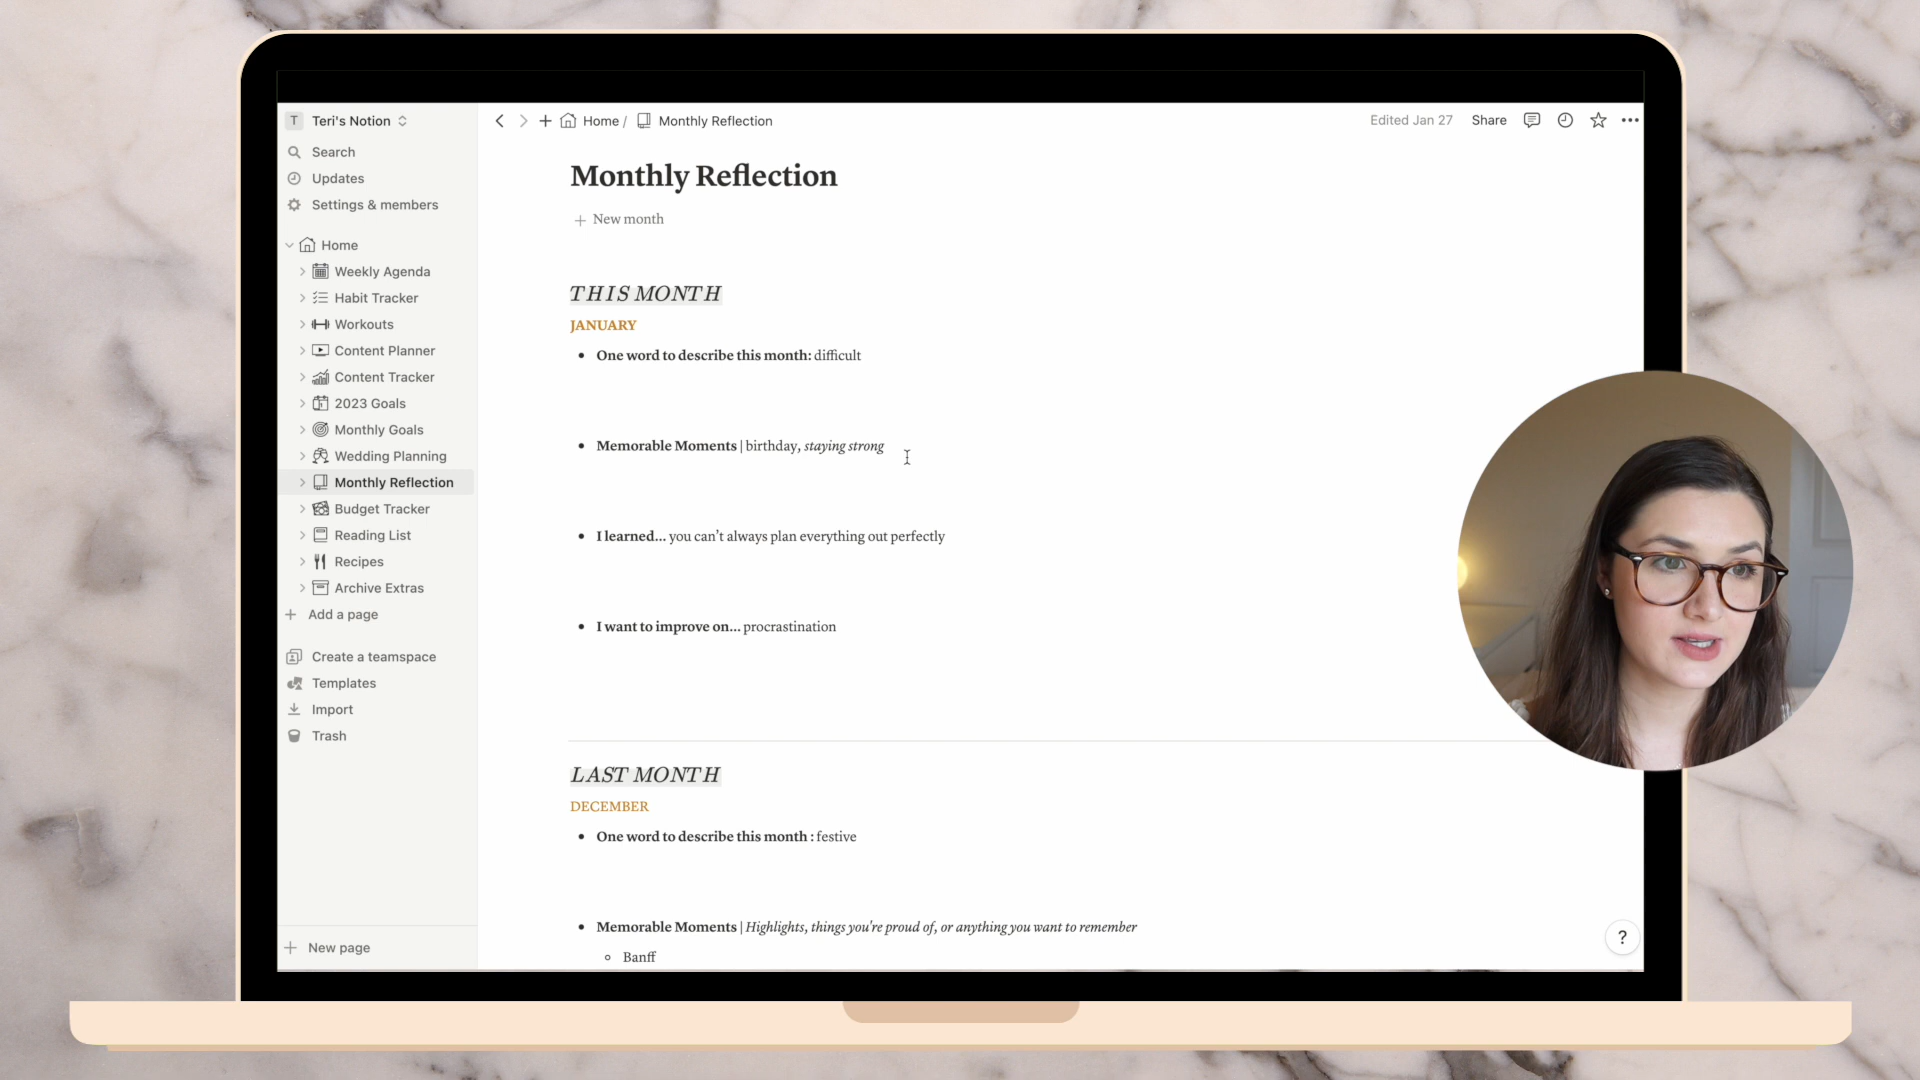 T Teri's Notion
Search
Updates
Settings & members
Home
Weekly Agenda
Habit Tracker
Workouts
Content Planner
Content Tracker
2023 Goals
Monthly Goals
Wedding Planning
Monthly Reflection
Budget Tracker
Reading List
Recipes
Archive Extras
Add a page
Create a teamspace
Templates
Import
Trash
New page
Home / Monthly Reflection
Edited Jan 27 Share
Monthly Reflection
New month
THIS MONTH
JANUARY
• One word to describe this month: difficult
• Memorable Moments | birthday, staying strong
• I learned... you can't always plan everything out perfectly
• I want to improve on... procrastination
LAST MONTH
DECEMBER
• One word to describe this month : festive
• Memorable Moments | Highlights, things you're proud of, or anything you want to remember
◦ Banff
?